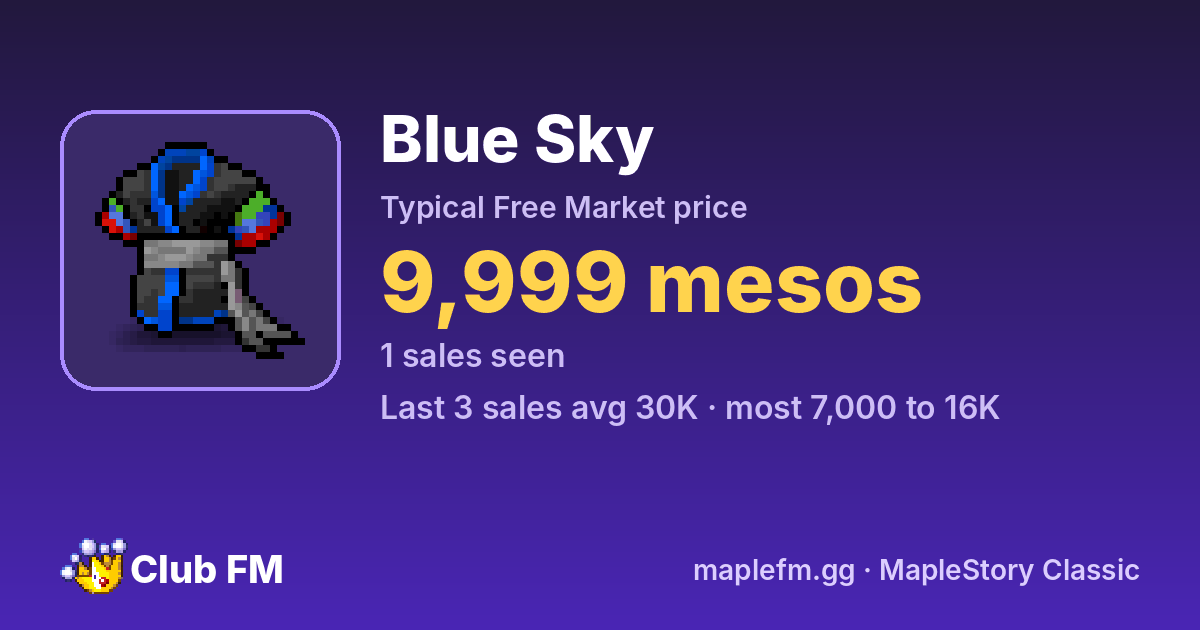 Blue Sky
Typical Free Market price
9,999 mesos
1 sales seen
Last 3 sales avg 30K · most 7,000 to 16K
Club FM
maplefm.gg · MapleStory Classic